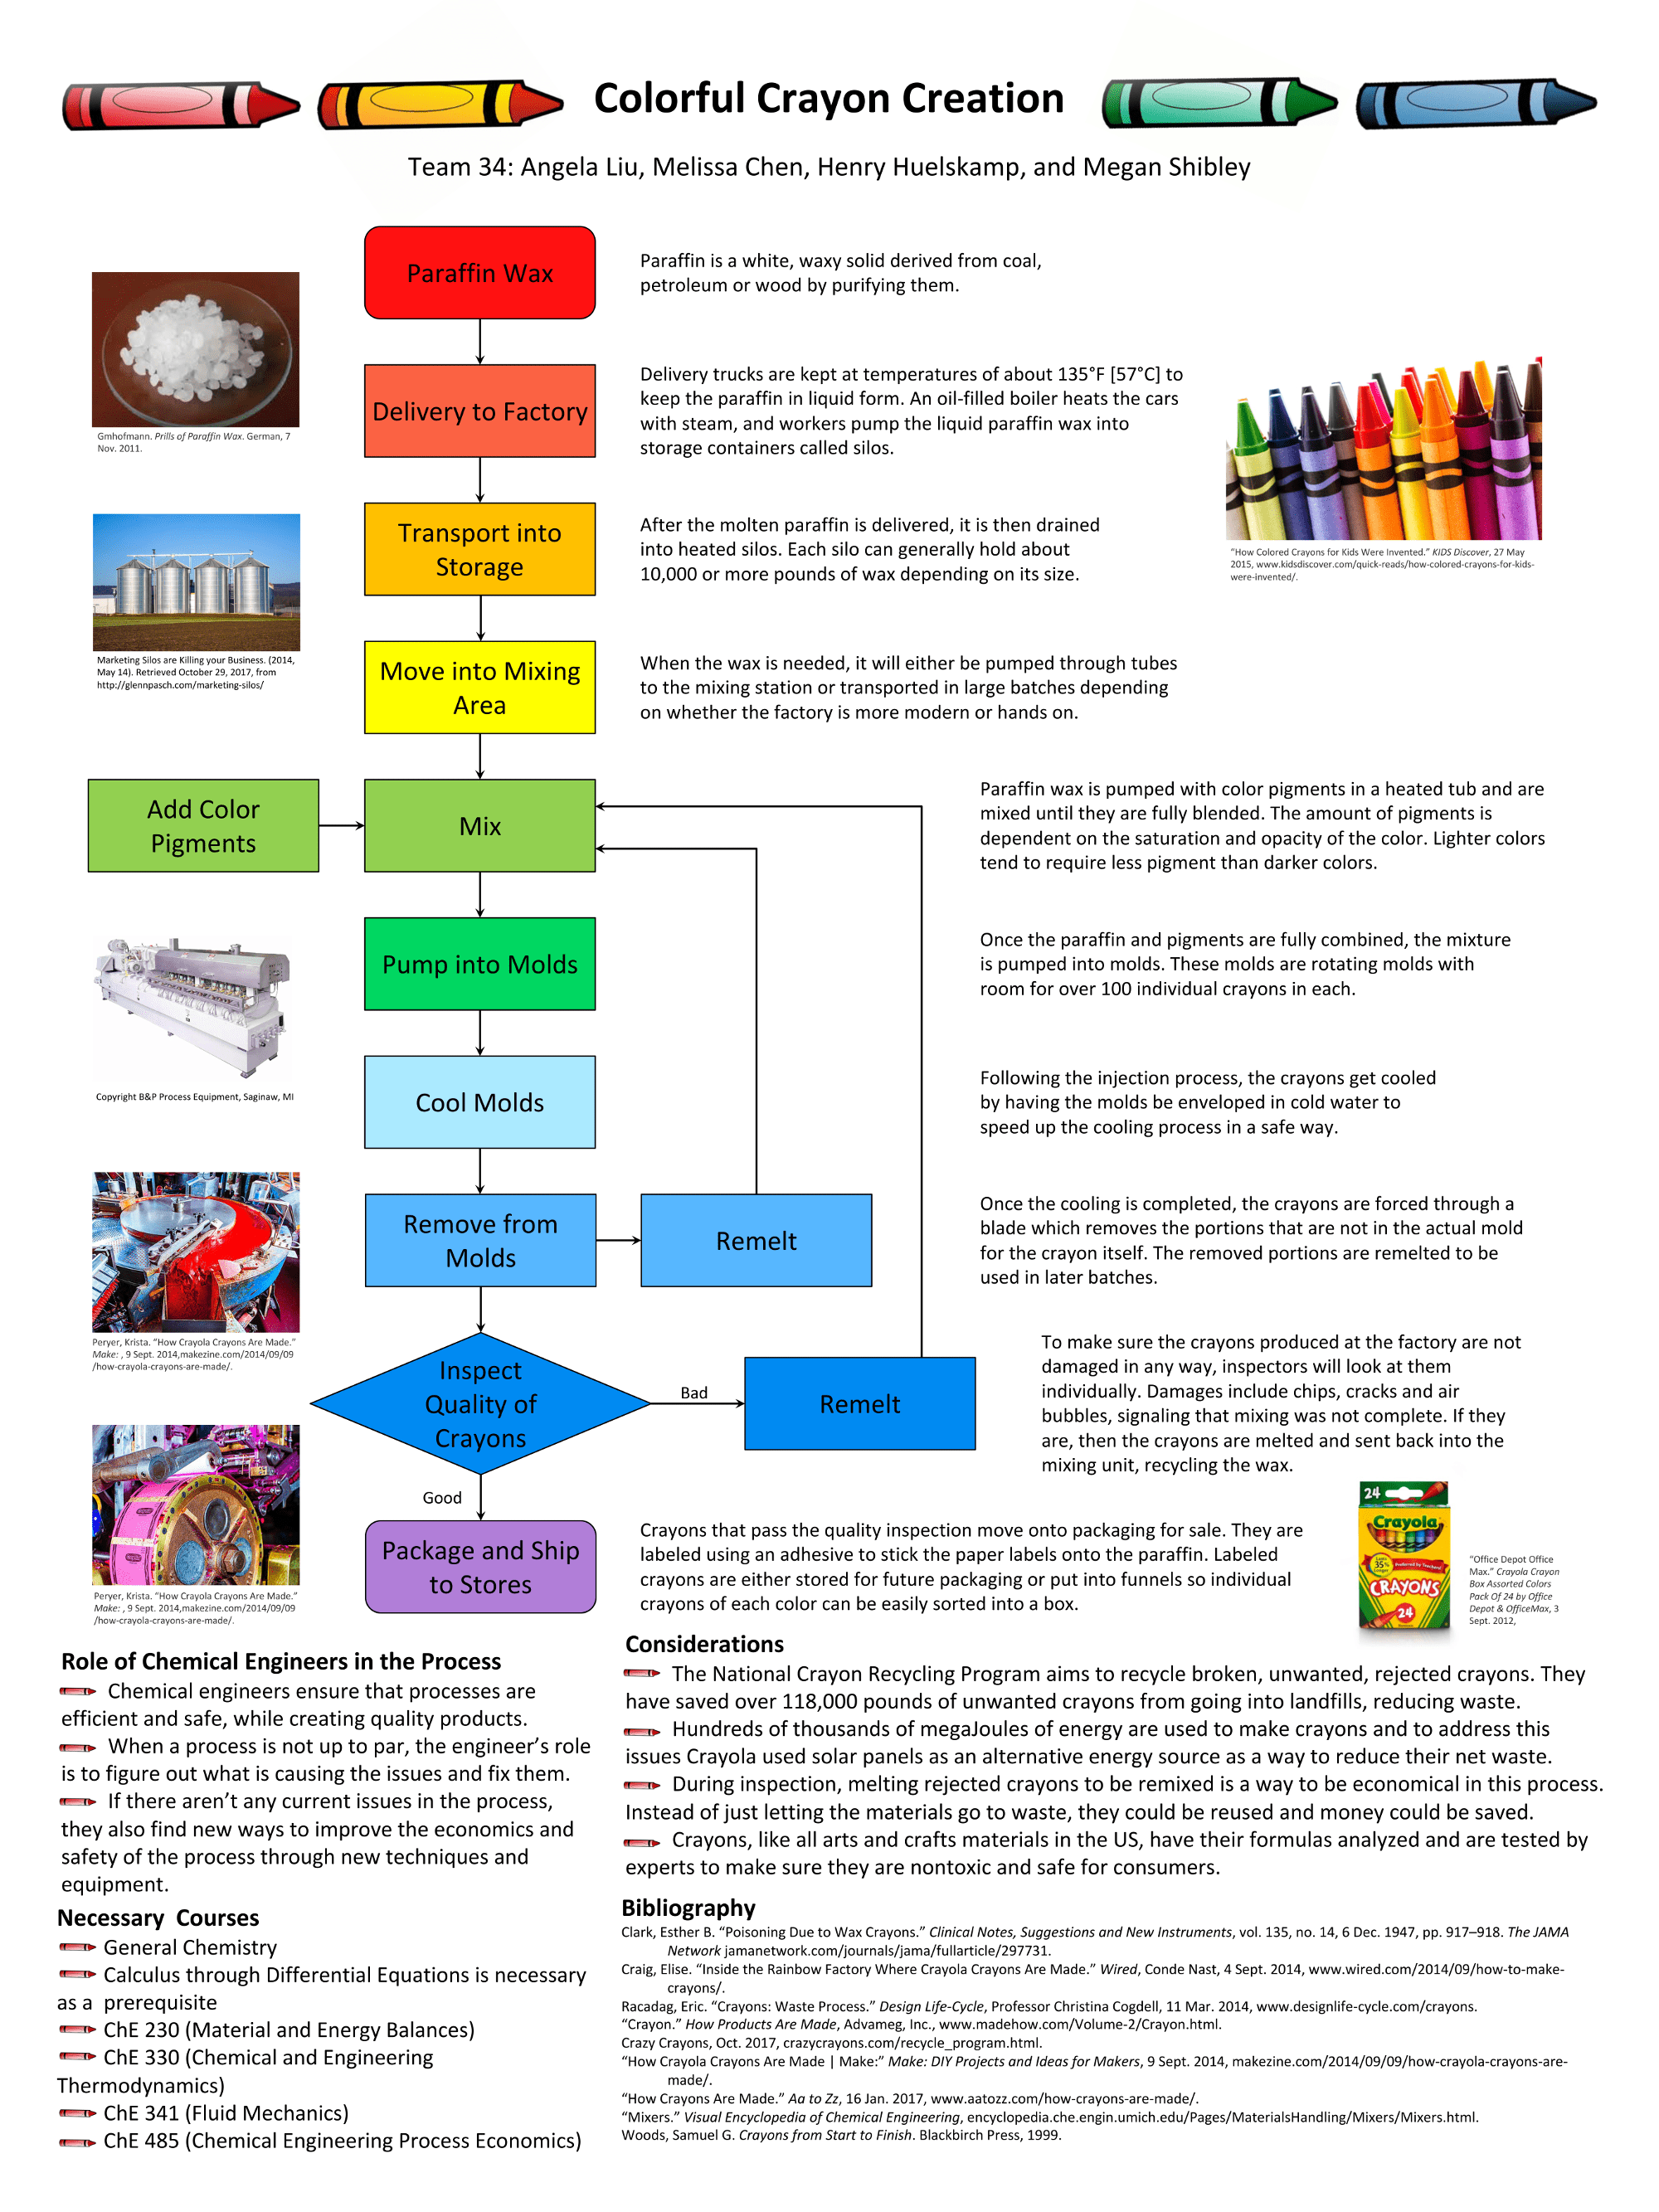 Colorful Crayon Creation
Team 34: Angela Liu, Melissa Chen, Henry Huelskamp, and Megan Shibley
Paraffin Wax
Paraffin is a white, waxy solid derived from coal,
petroleum or wood by purifying them.
Gmhofmann. Prills of Paraffin Wax. German, 7
Nov. 2011.
Delivery to Factory
Delivery trucks are kept at temperatures of about 135°F [57°C] to
keep the paraffin in liquid form. An oil-filled boiler heats the cars
with steam, and workers pump the liquid paraffin wax into
storage containers called silos.
"How Colored Crayons for Kids Were Invented." KIDS Discover, 27 May
2015, www.kidsdiscover.com/quick-reads/how-colored-crayons-for-kids-
were-invented/.
Transport into
Storage
After the molten paraffin is delivered, it is then drained
into heated silos. Each silo can generally hold about
10,000 or more pounds of wax depending on its size.
Marketing Silos are Killing your Business. (2014,
May 14). Retrieved October 29, 2017, from
http://glennpasch.com/marketing-silos/
Move into Mixing
Area
When the wax is needed, it will either be pumped through tubes
to the mixing station or transported in large batches depending
on whether the factory is more modern or hands on.
Add Color
Pigments
Mix
Paraffin wax is pumped with color pigments in a heated tub and are
mixed until they are fully blended. The amount of pigments is
dependent on the saturation and opacity of the color. Lighter colors
tend to require less pigment than darker colors.
Pump into Molds
Once the paraffin and pigments are fully combined, the mixture
is pumped into molds. These molds are rotating molds with
room for over 100 individual crayons in each.
Copyright B&P Process Equipment, Saginaw, MI
Cool Molds
Following the injection process, the crayons get cooled
by having the molds be enveloped in cold water to
speed up the cooling process in a safe way.
Remove from
Molds
Remelt
Once the cooling is completed, the crayons are forced through a
blade which removes the portions that are not in the actual mold
for the crayon itself. The removed portions are remelted to be
used in later batches.
Peryer, Krista. "How Crayola Crayons Are Made."
Make: , 9 Sept. 2014,makezine.com/2014/09/09
/how-crayola-crayons-are-made/.
Inspect
Quality of
Crayons
Bad
Remelt
To make sure the crayons produced at the factory are not
damaged in any way, inspectors will look at them
individually. Damages include chips, cracks and air
bubbles, signaling that mixing was not complete. If they
are, then the crayons are melted and sent back into the
mixing unit, recycling the wax.
Good
Package and Ship
to Stores
Crayons that pass the quality inspection move onto packaging for sale. They are
labeled using an adhesive to stick the paper labels onto the paraffin. Labeled
crayons are either stored for future packaging or put into funnels so individual
crayons of each color can be easily sorted into a box.
24
Crayola
CRAYONS
24
"Office Depot Office
Max." Crayola Crayon
Box Assorted Colors
Pack Of 24 by Office
Depot & OfficeMax, 3
Sept. 2012,
Peryer, Krista. "How Crayola Crayons Are Made."
Make: , 9 Sept. 2014,makezine.com/2014/09/09
/how-crayola-crayons-are-made/.
Role of Chemical Engineers in the Process
Chemical engineers ensure that processes are
efficient and safe, while creating quality products.
When a process is not up to par, the engineer's role
is to figure out what is causing the issues and fix them.
If there aren't any current issues in the process,
they also find new ways to improve the economics and
safety of the process through new techniques and
equipment.
Necessary  Courses
General Chemistry
Calculus through Differential Equations is necessary
as a  prerequisite
ChE 230 (Material and Energy Balances)
ChE 330 (Chemical and Engineering
Thermodynamics)
ChE 341 (Fluid Mechanics)
ChE 485 (Chemical Engineering Process Economics)
Considerations
The National Crayon Recycling Program aims to recycle broken, unwanted, rejected crayons. They
have saved over 118,000 pounds of unwanted crayons from going into landfills, reducing waste.
Hundreds of thousands of megaJoules of energy are used to make crayons and to address this
issues Crayola used solar panels as an alternative energy source as a way to reduce their net waste.
During inspection, melting rejected crayons to be remixed is a way to be economical in this process.
Instead of just letting the materials go to waste, they could be reused and money could be saved.
Crayons, like all arts and crafts materials in the US, have their formulas analyzed and are tested by
experts to make sure they are nontoxic and safe for consumers.
Bibliography
Clark, Esther B. "Poisoning Due to Wax Crayons." Clinical Notes, Suggestions and New Instruments, vol. 135, no. 14, 6 Dec. 1947, pp. 917–918. The JAMA
Network jamanetwork.com/journals/jama/fullarticle/297731.
Craig, Elise. "Inside the Rainbow Factory Where Crayola Crayons Are Made." Wired, Conde Nast, 4 Sept. 2014, www.wired.com/2014/09/how-to-make-
crayons/.
Racadag, Eric. "Crayons: Waste Process." Design Life-Cycle, Professor Christina Cogdell, 11 Mar. 2014, www.designlife-cycle.com/crayons.
"Crayon." How Products Are Made, Advameg, Inc., www.madehow.com/Volume-2/Crayon.html.
Crazy Crayons, Oct. 2017, crazycrayons.com/recycle_program.html.
"How Crayola Crayons Are Made | Make:" Make: DIY Projects and Ideas for Makers, 9 Sept. 2014, makezine.com/2014/09/09/how-crayola-crayons-are-
made/.
"How Crayons Are Made." Aa to Zz, 16 Jan. 2017, www.aatozz.com/how-crayons-are-made/.
"Mixers." Visual Encyclopedia of Chemical Engineering, encyclopedia.che.engin.umich.edu/Pages/MaterialsHandling/Mixers/Mixers.html.
Woods, Samuel G. Crayons from Start to Finish. Blackbirch Press, 1999.